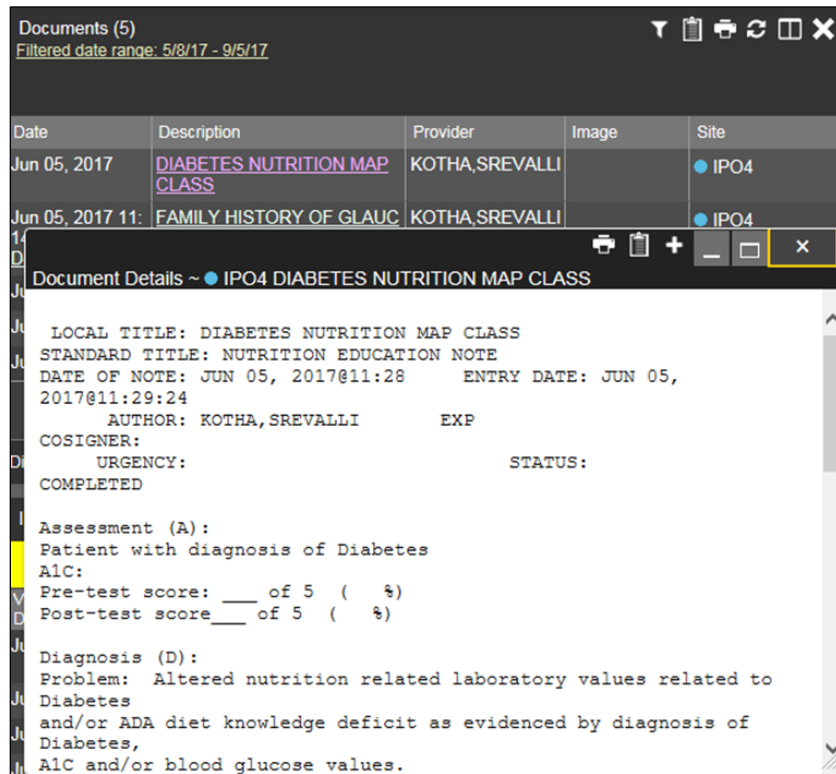 Documents (5)
Filtered date range: 5/8/17 - 9/5/17
Date Description Provider Image Site
Jun 05, 2017 DIABETES NUTRITION MAP KOTHA,SREVALLI IPO4
CLASS
Jun 05, 2017 11: FAMILY HISTORY OF GLAUC KOTHA,SREVALLI IPO4
Document Details ~ IPO4 DIABETES NUTRITION MAP CLASS
LOCAL TITLE: DIABETES NUTRITION MAP CLASS
STANDARD TITLE: NUTRITION EDUCATION NOTE
DATE OF NOTE: JUN 05, 2017@11:28 ENTRY DATE: JUN 05,
2017@11:29:24
AUTHOR: KOTHA,SREVALLI EXP
COSIGNER:
URGENCY: STATUS:
COMPLETED
Assessment (A):
Patient with diagnosis of Diabetes
A1C:
Pre-test score: ___ of 5 ( %)
Post-test score___ of 5 ( %)
Diagnosis (D):
Problem: Altered nutrition related laboratory values related to
Diabetes
and/or ADA diet knowledge deficit as evidenced by diagnosis of
Diabetes,
A1C and/or blood glucose values.